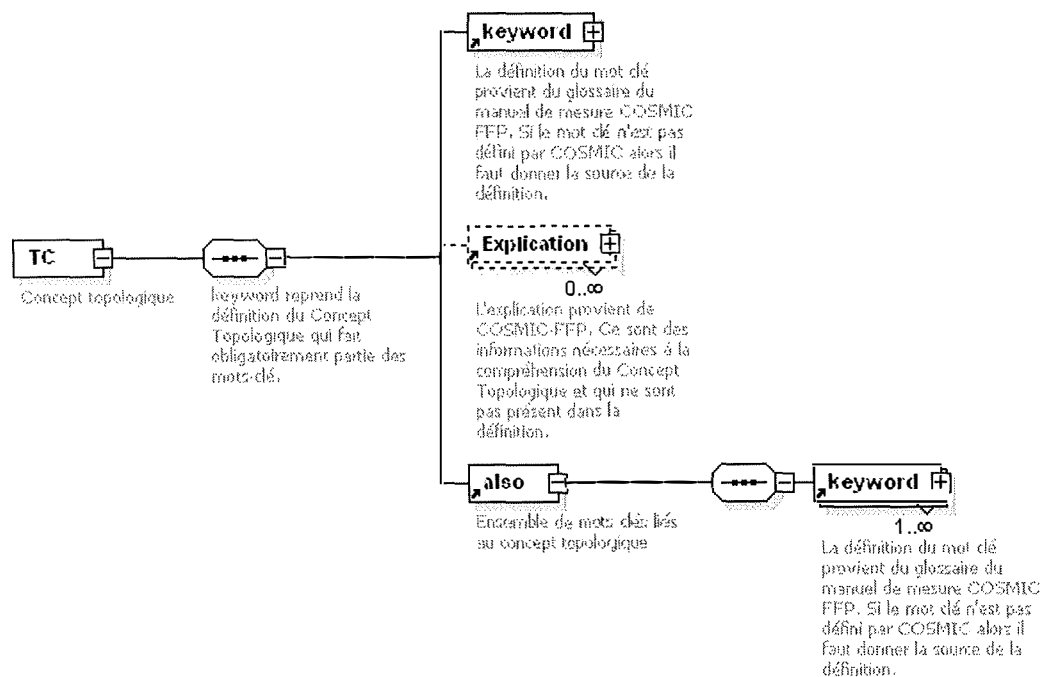 keyword
La définition du mot clé
provient du glossaire du
manuel de mesure COSMIC
FFP. Si le mot clé n'est pas
défini par COSMIC alors il
faut donner la source de la
définition.
TC
Concept topologique
keyword reprend la
définition du Concept
Topologique qui fait
obligatoirement partie des
mots-clé.
Explication
0..∞
L'explication provient de
COSMIC-FFP. Ce sont des
informations nécessaires à la
compréhension du Concept
Topologique et qui ne sont
pas présent dans la
définition.
also
Ensemble de mots clés liés
au concept topologique
keyword
1..∞
La définition du mot clé
provient du glossaire du
manuel de mesure COSMIC
FFP. Si le mot clé n'est pas
défini par COSMIC alors il
faut donner la source de la
définition.